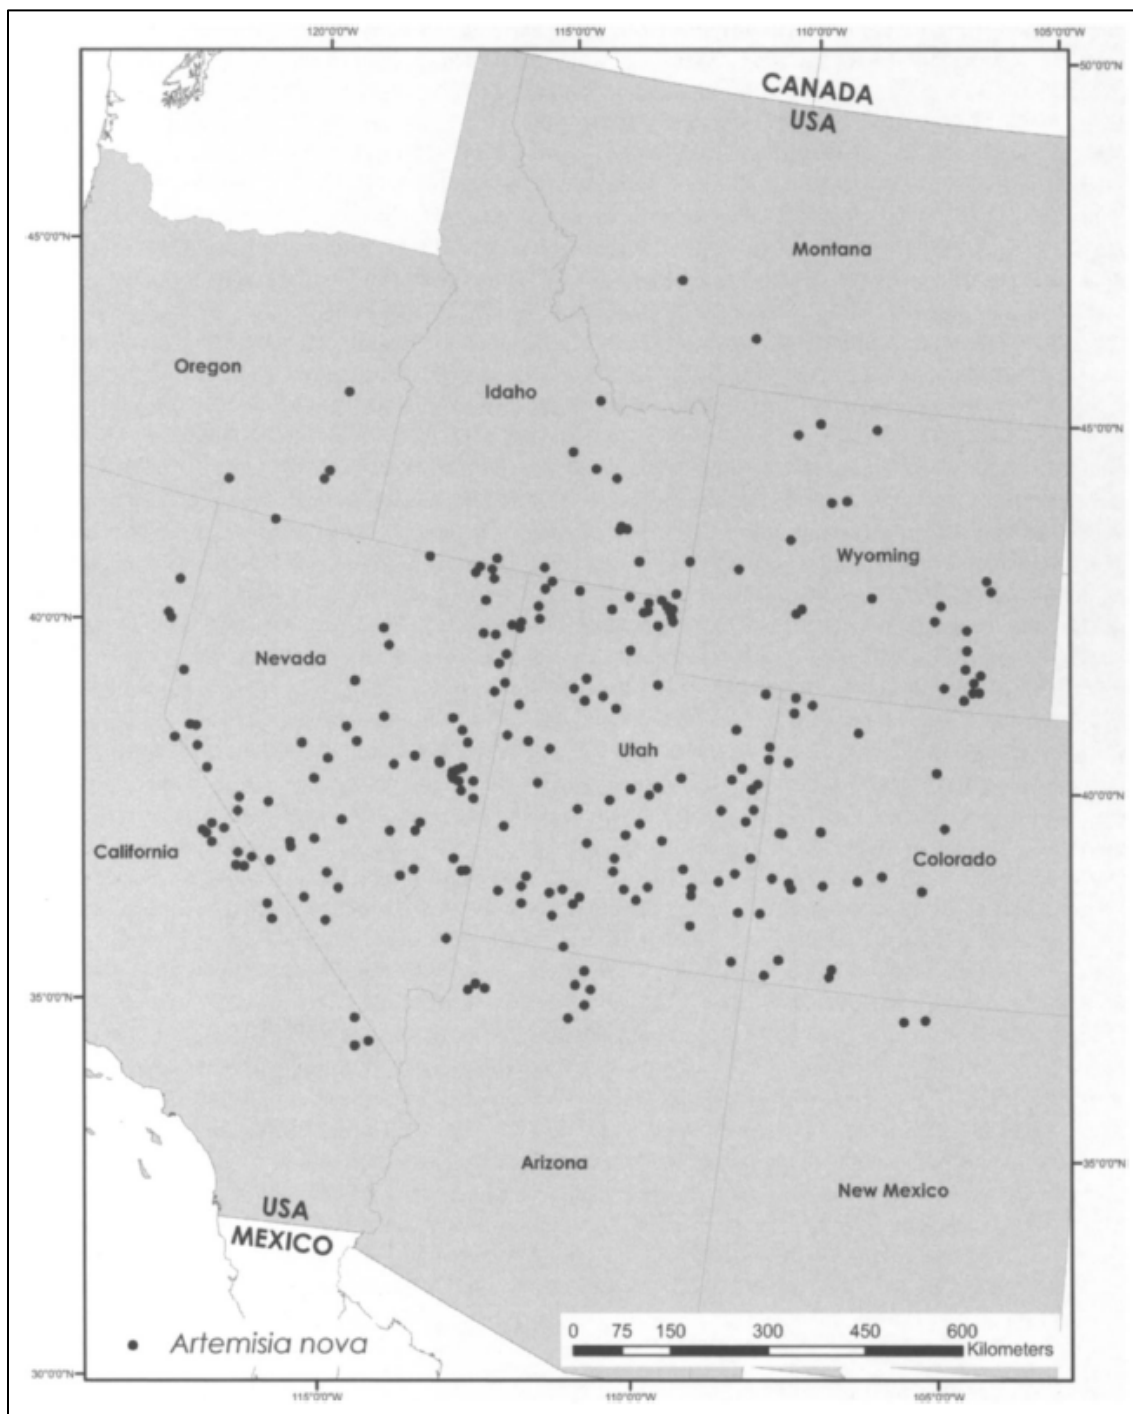 120°0'0"W 115°0'0"W 110°0'0"W 105°0'0"W
50°0'0"N
CANADA
USA
45°0'0"N
Montana
Oregon
Idaho
45°0'0"N
Wyoming
40°0'0"N
Nevada
Utah
40°0'0"N
California
Colorado
35°0'0"N
Arizona
35°0'0"N
New Mexico
USA
MEXICO
0 75 150 300 450 600
Kilometers
Artemisia nova
30°0'0"N
115°0'0"W 110°0'0"W 105°0'0"W